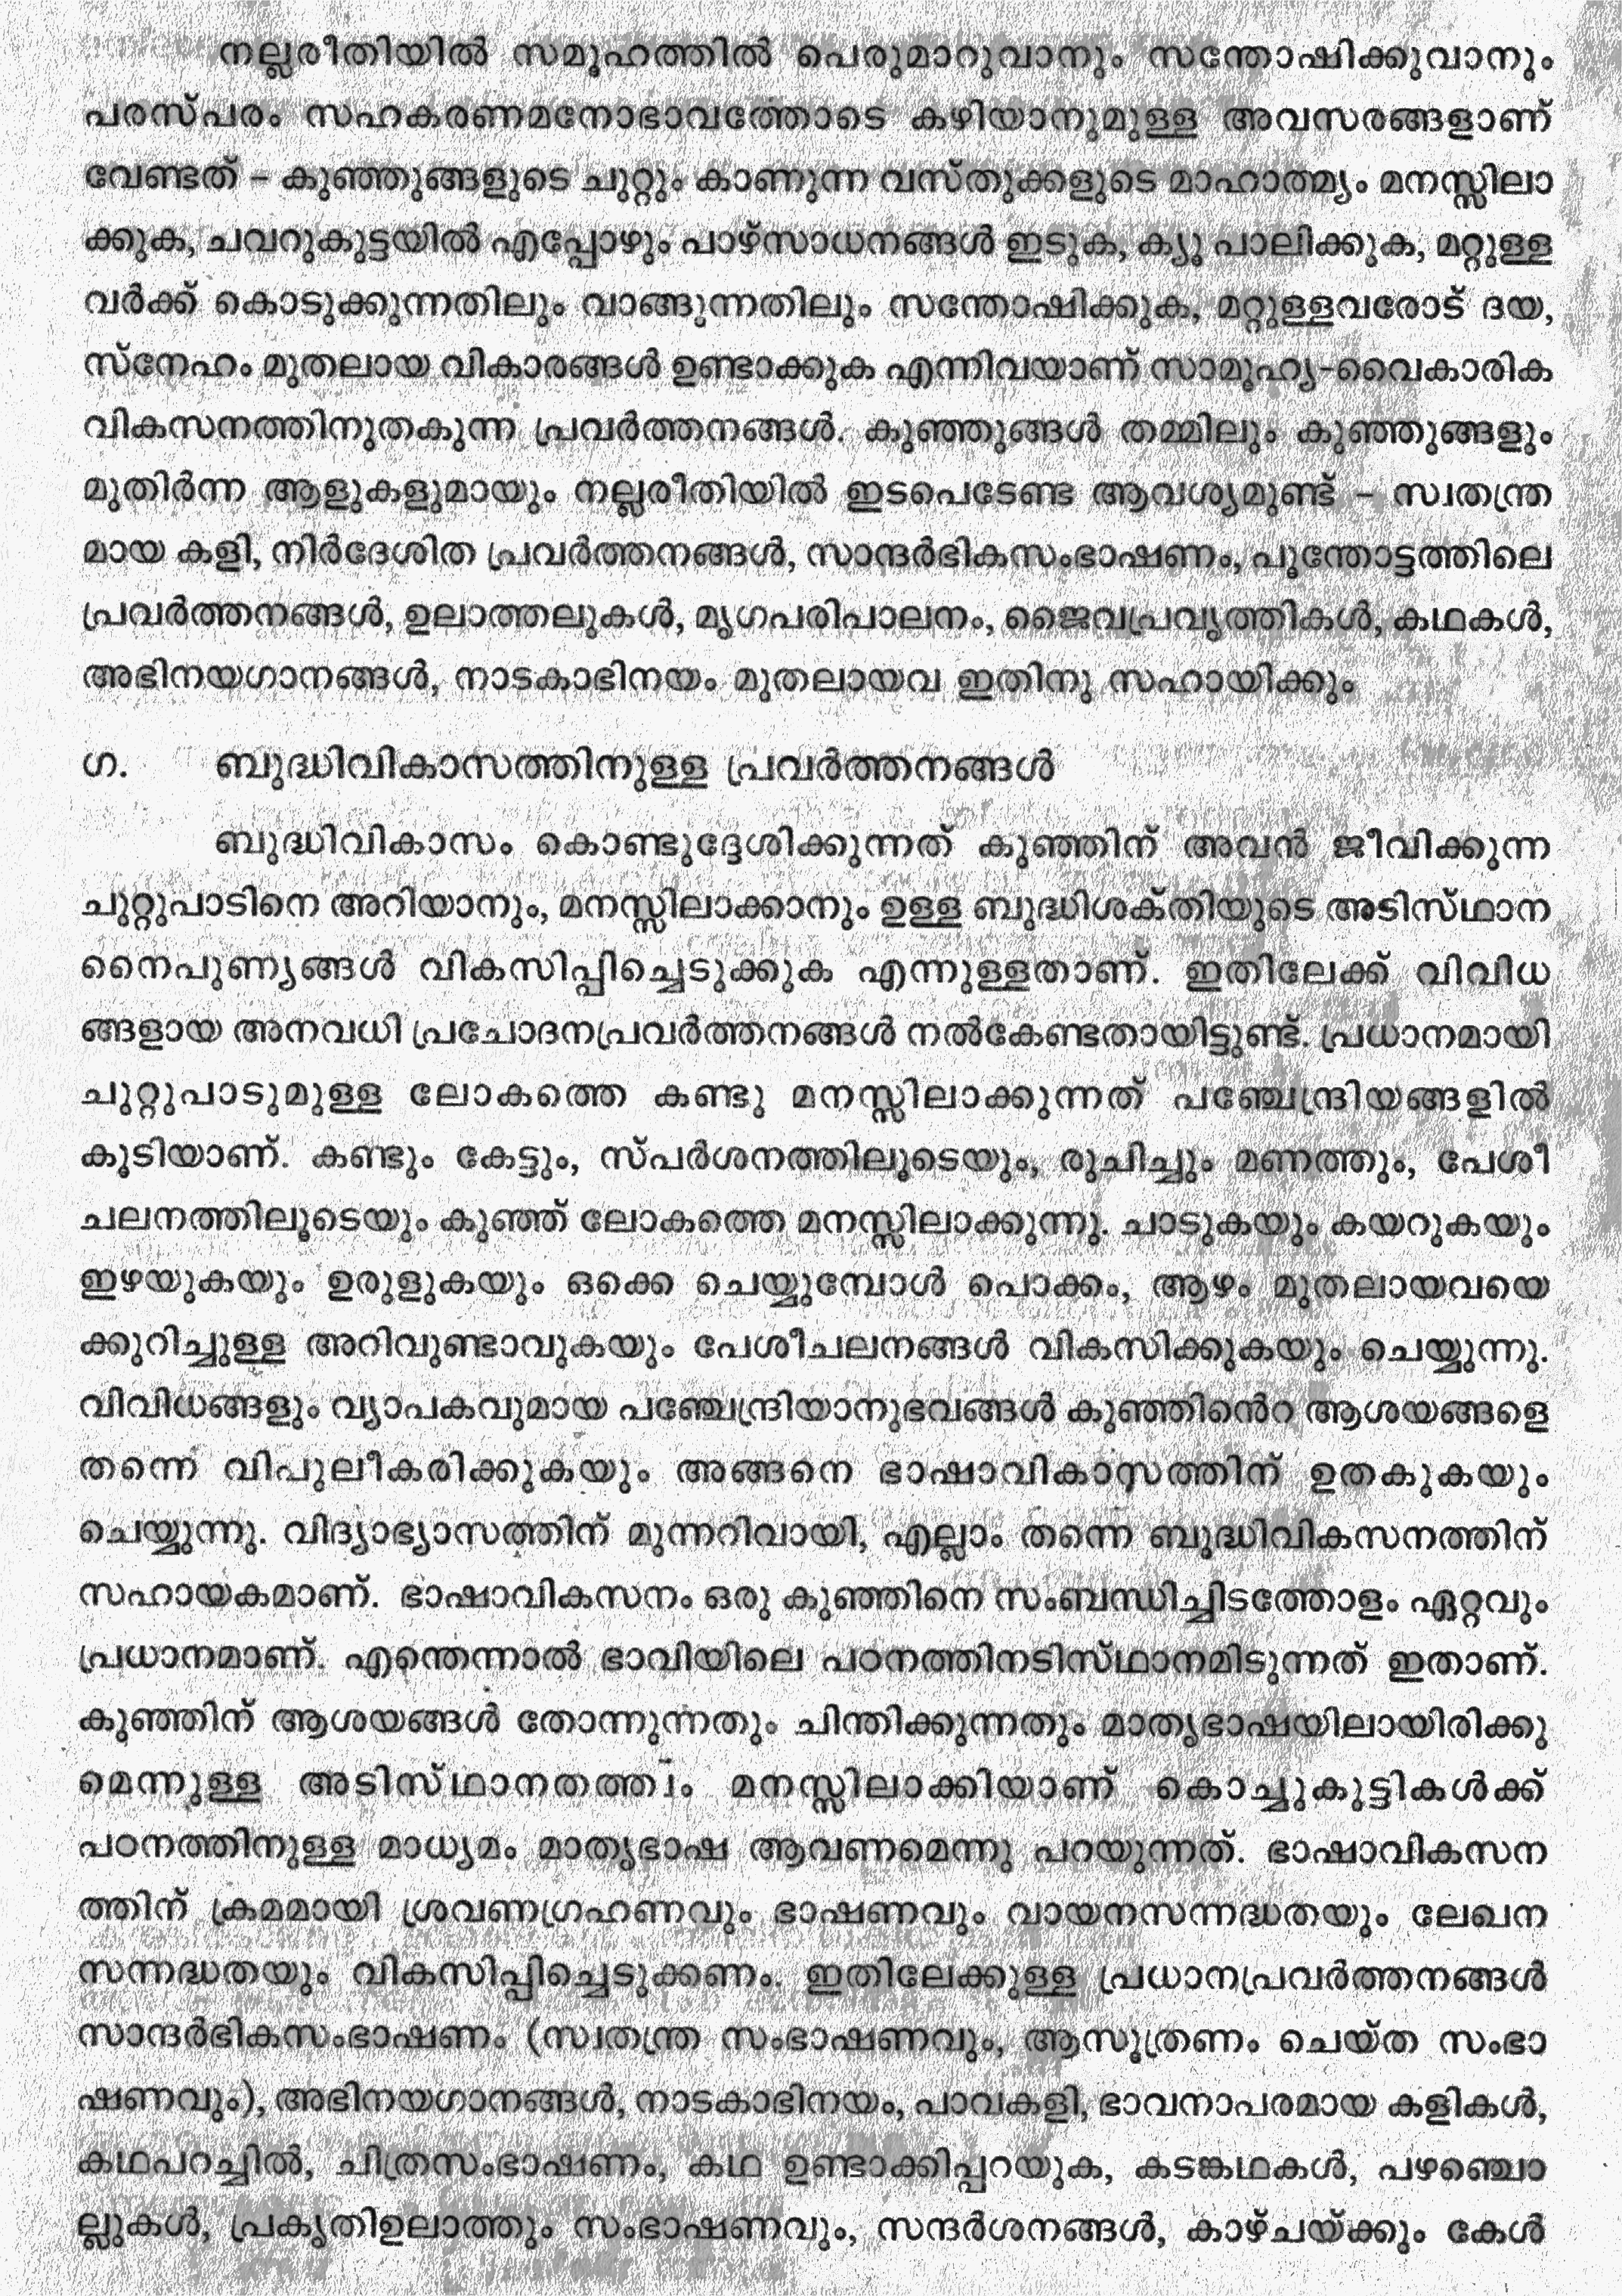 നല്ലരീതിയിൽ സമൂഹത്തിൽ പെരുമാറുവാനും സന്തോഷിക്കുവാനും
പരസ്പരം സഹകരണമനോഭാവത്തോടെ കഴിയാനുമുള്ള അവസരങ്ങളാണ്
വേണ്ടത് – കുഞ്ഞുങ്ങളുടെ ചുറ്റും കാണുന്ന വസ്തുക്കളുടെ മാഹാത്മ്യം മനസ്സിലാ
ക്കുക, ചവറുകുട്ടയിൽ എപ്പോഴും പാഴ്സാധനങ്ങൾ ഇടുക, ക്യൂ പാലിക്കുക, മറ്റുള്ള
വർക്ക് കൊടുക്കുന്നതിലും വാങ്ങുന്നതിലും സന്തോഷിക്കുക, മറ്റുള്ളവരോട് ദയ,
സ്നേഹം മുതലായ വികാരങ്ങൾ ഉണ്ടാക്കുക എന്നിവയാണ് സാമൂഹ്യ-വൈകാരിക
വികസനത്തിനുതകുന്ന പ്രവർത്തനങ്ങൾ. കുഞ്ഞുങ്ങൾ തമ്മിലും കുഞ്ഞുങ്ങളും
മുതിർന്ന ആളുകളുമായും നല്ലരീതിയിൽ ഇടപെടേണ്ട ആവശ്യമുണ്ട് – സ്വതന്ത്ര
മായ കളി, നിർദേശിത പ്രവർത്തനങ്ങൾ, സാന്ദർഭികസംഭാഷണം, പൂന്തോട്ടത്തിലെ
പ്രവർത്തനങ്ങൾ, ഉലാത്തലുകൾ, മൃഗപരിപാലനം, ജൈവപ്രവൃത്തികൾ, കഥകൾ,
അഭിനയഗാനങ്ങൾ, നാടകാഭിനയം മുതലായവ ഇതിനു സഹായിക്കും
ഗ. ബുദ്ധിവികാസത്തിനുള്ള പ്രവർത്തനങ്ങൾ
ബുദ്ധിവികാസം കൊണ്ടുദ്ദേശിക്കുന്നത് കുഞ്ഞിന് അവൻ ജീവിക്കുന്ന
ചുറ്റുപാടിനെ അറിയാനും, മനസ്സിലാക്കാനും ഉള്ള ബുദ്ധിശക്തിയുടെ അടിസ്ഥാന
നൈപുണ്യങ്ങൾ വികസിപ്പിച്ചെടുക്കുക എന്നുള്ളതാണ്. ഇതിലേക്ക് വിവിധ
ങ്ങളായ അനവധി പ്രചോദനപ്രവർത്തനങ്ങൾ നൽകേണ്ടതായിട്ടുണ്ട്. പ്രധാനമായി
ചുറ്റുപാടുമുള്ള ലോകത്തെ കണ്ടു മനസ്സിലാക്കുന്നത് പഞ്ചേന്ദ്രിയങ്ങളിൽ
കൂടിയാണ്. കണ്ടും കേട്ടും, സ്പർശനത്തിലൂടെയും, രുചിച്ചും മണത്തും, പേശീ
ചലനത്തിലൂടെയും കുഞ്ഞ് ലോകത്തെ മനസ്സിലാക്കുന്നു. ചാടുകയും കയറുകയും
ഇഴയുകയും ഉരുളുകയും ഒക്കെ ചെയ്യുമ്പോൾ പൊക്കം, ആഴം മുതലായവയെ
ക്കുറിച്ചുള്ള അറിവുണ്ടാവുകയും പേശീചലനങ്ങൾ വികസിക്കുകയും ചെയ്യുന്നു.
വിവിധങ്ങളും വ്യാപകവുമായ പഞ്ചേന്ദ്രിയാനുഭവങ്ങൾ കുഞ്ഞിന്റെ ആശയങ്ങളെ
തന്നെ വിപുലീകരിക്കുകയും അങ്ങനെ ഭാഷാവികാസത്തിന് ഉതകുകയും
ചെയ്യുന്നു. വിദ്യാഭ്യാസത്തിന് മുന്നറിവായി, എല്ലാം തന്നെ ബുദ്ധിവികസനത്തിന്
സഹായകമാണ്. ഭാഷാവികസനം ഒരു കുഞ്ഞിനെ സംബന്ധിച്ചിടത്തോളം ഏറ്റവും
പ്രധാനമാണ്. എന്തെന്നാൽ ഭാവിയിലെ പഠനത്തിനടിസ്ഥാനമിടുന്നത് ഇതാണ്.
കുഞ്ഞിന് ആശയങ്ങൾ തോന്നുന്നതും ചിന്തിക്കുന്നതും മാതൃഭാഷയിലായിരിക്കു
മെന്നുള്ള അടിസ്ഥാനതത്ത്വം മനസ്സിലാക്കിയാണ് കൊച്ചുകുട്ടികൾക്ക്
പഠനത്തിനുള്ള മാധ്യമം മാതൃഭാഷ ആവണമെന്നു പറയുന്നത്. ഭാഷാവികസന
ത്തിന് ക്രമമായി ശ്രവണഗ്രഹണവും ഭാഷണവും വായനസന്നദ്ധതയും ലേഖന
സന്നദ്ധതയും വികസിപ്പിച്ചെടുക്കണം. ഇതിലേക്കുള്ള പ്രധാനപ്രവർത്തനങ്ങൾ
സാന്ദർഭികസംഭാഷണം (സ്വതന്ത്ര സംഭാഷണവും, ആസൂത്രണം ചെയ്ത സംഭാ
ഷണവും), അഭിനയഗാനങ്ങൾ, നാടകാഭിനയം, പാവകളി, ഭാവനാപരമായ കളികൾ,
കഥപറച്ചിൽ, ചിത്രസംഭാഷണം, കഥ ഉണ്ടാക്കിപ്പറയുക, കടങ്കഥകൾ, പഴഞ്ചൊ
ല്ലുകൾ, പ്രകൃതിഉലാത്തും സംഭാഷണവും, സന്ദർശനങ്ങൾ, കാഴ്ചയ്ക്കും കേൾ